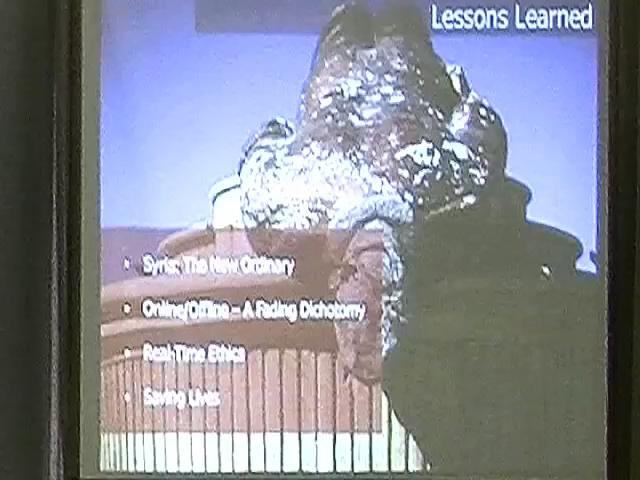 Lessons Learned
• Syria: The New Ordinary
• Online/Offline – A Fading Dichotomy
• Real-Time Ethics
• Saving Lives